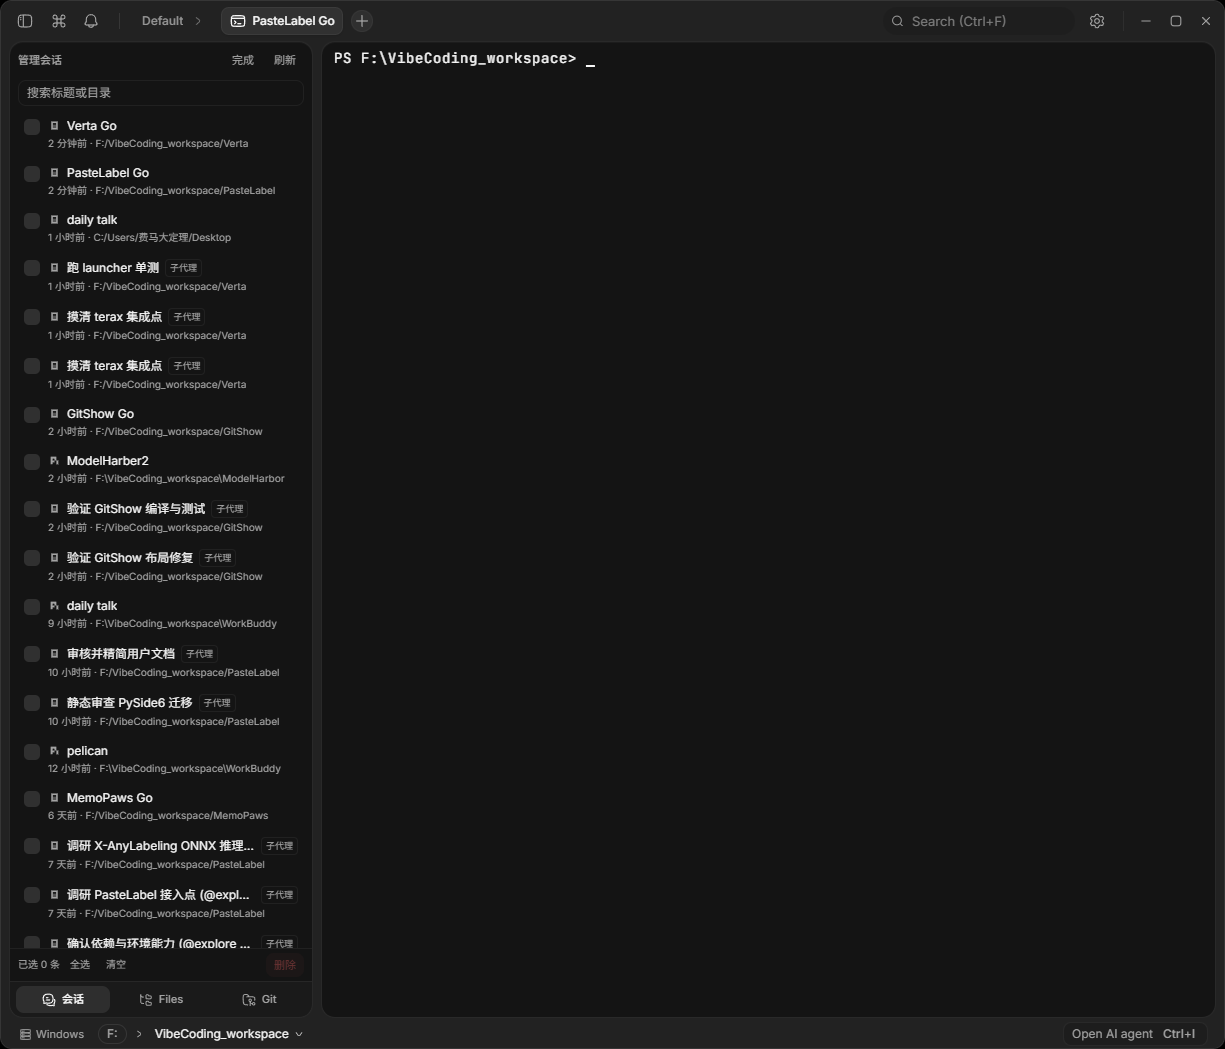 Default
PasteLabel Go
Search (Ctrl+F)
管理会话 完成 刷新
搜索标题或目录
Verta Go
2 分钟前 · F:/VibeCoding_workspace/Verta
PasteLabel Go
2 分钟前 · F:/VibeCoding_workspace/PasteLabel
daily talk
1 小时前 · C:/Users/费马大定理/Desktop
跑 launcher 单测 子代理
1 小时前 · F:/VibeCoding_workspace/Verta
摸清 terax 集成点 子代理
1 小时前 · F:/VibeCoding_workspace/Verta
摸清 terax 集成点 子代理
1 小时前 · F:/VibeCoding_workspace/Verta
GitShow Go
2 小时前 · F:/VibeCoding_workspace/GitShow
ModelHarber2
2 小时前 · F:\VibeCoding_workspace\ModelHarbor
验证 GitShow 编译与测试 子代理
2 小时前 · F:/VibeCoding_workspace/GitShow
验证 GitShow 布局修复 子代理
2 小时前 · F:/VibeCoding_workspace/GitShow
daily talk
9 小时前 · F:\VibeCoding_workspace\WorkBuddy
审核并精简用户文档 子代理
10 小时前 · F:/VibeCoding_workspace/PasteLabel
静态审查 PySide6 迁移 子代理
10 小时前 · F:/VibeCoding_workspace/PasteLabel
pelican
12 小时前 · F:\VibeCoding_workspace\WorkBuddy
MemoPaws Go
6 天前 · F:/VibeCoding_workspace/MemoPaws
调研 X-AnyLabeling ONNX 推理... 子代理
7 天前 · F:/VibeCoding_workspace/PasteLabel
调研 PasteLabel 接入点 (@expl... 子代理
7 天前 · F:/VibeCoding_workspace/PasteLabel
确认依赖与环境能力 (@explore ... 子代理
已选 0 条 全选 清空 删除
会话 Files Git
PS F:\VibeCoding_workspace> _
Windows F: > VibeCoding_workspace
Open AI agent Ctrl+I